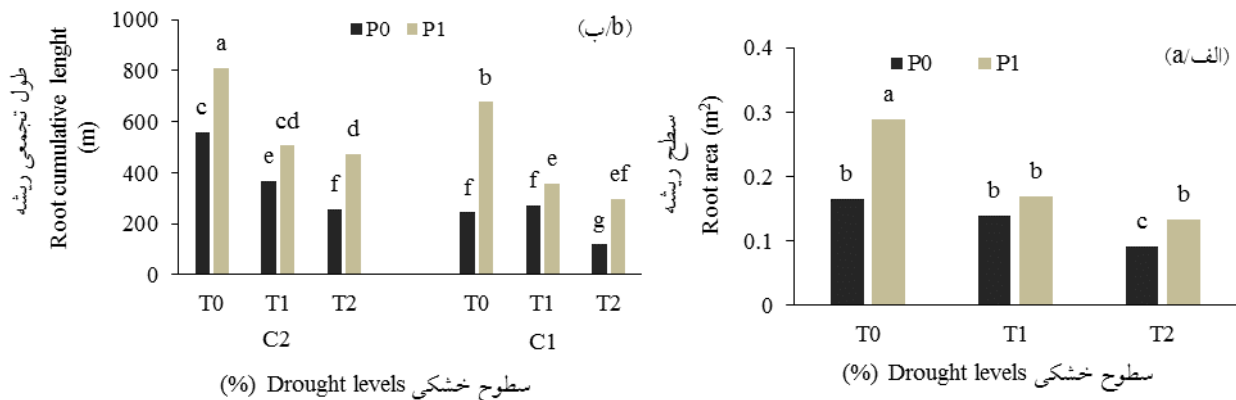 (b/ب)
P0 P1
1000
800
600
400
200
0
طول تجمعی ریشه
Root cumulative lenght
(m)
c a e cd f d f b f e g ef
T0 T1 T2 T0 T1 T2
C2 C1
سطوح خشکی Drought levels (%)
(a/الف)
P0 P1
0.4
0.3
0.2
0.1
0
سطح ریشه
Root area (m²)
b a b b c b
T0 T1 T2
سطوح خشکی Drought levels (%)